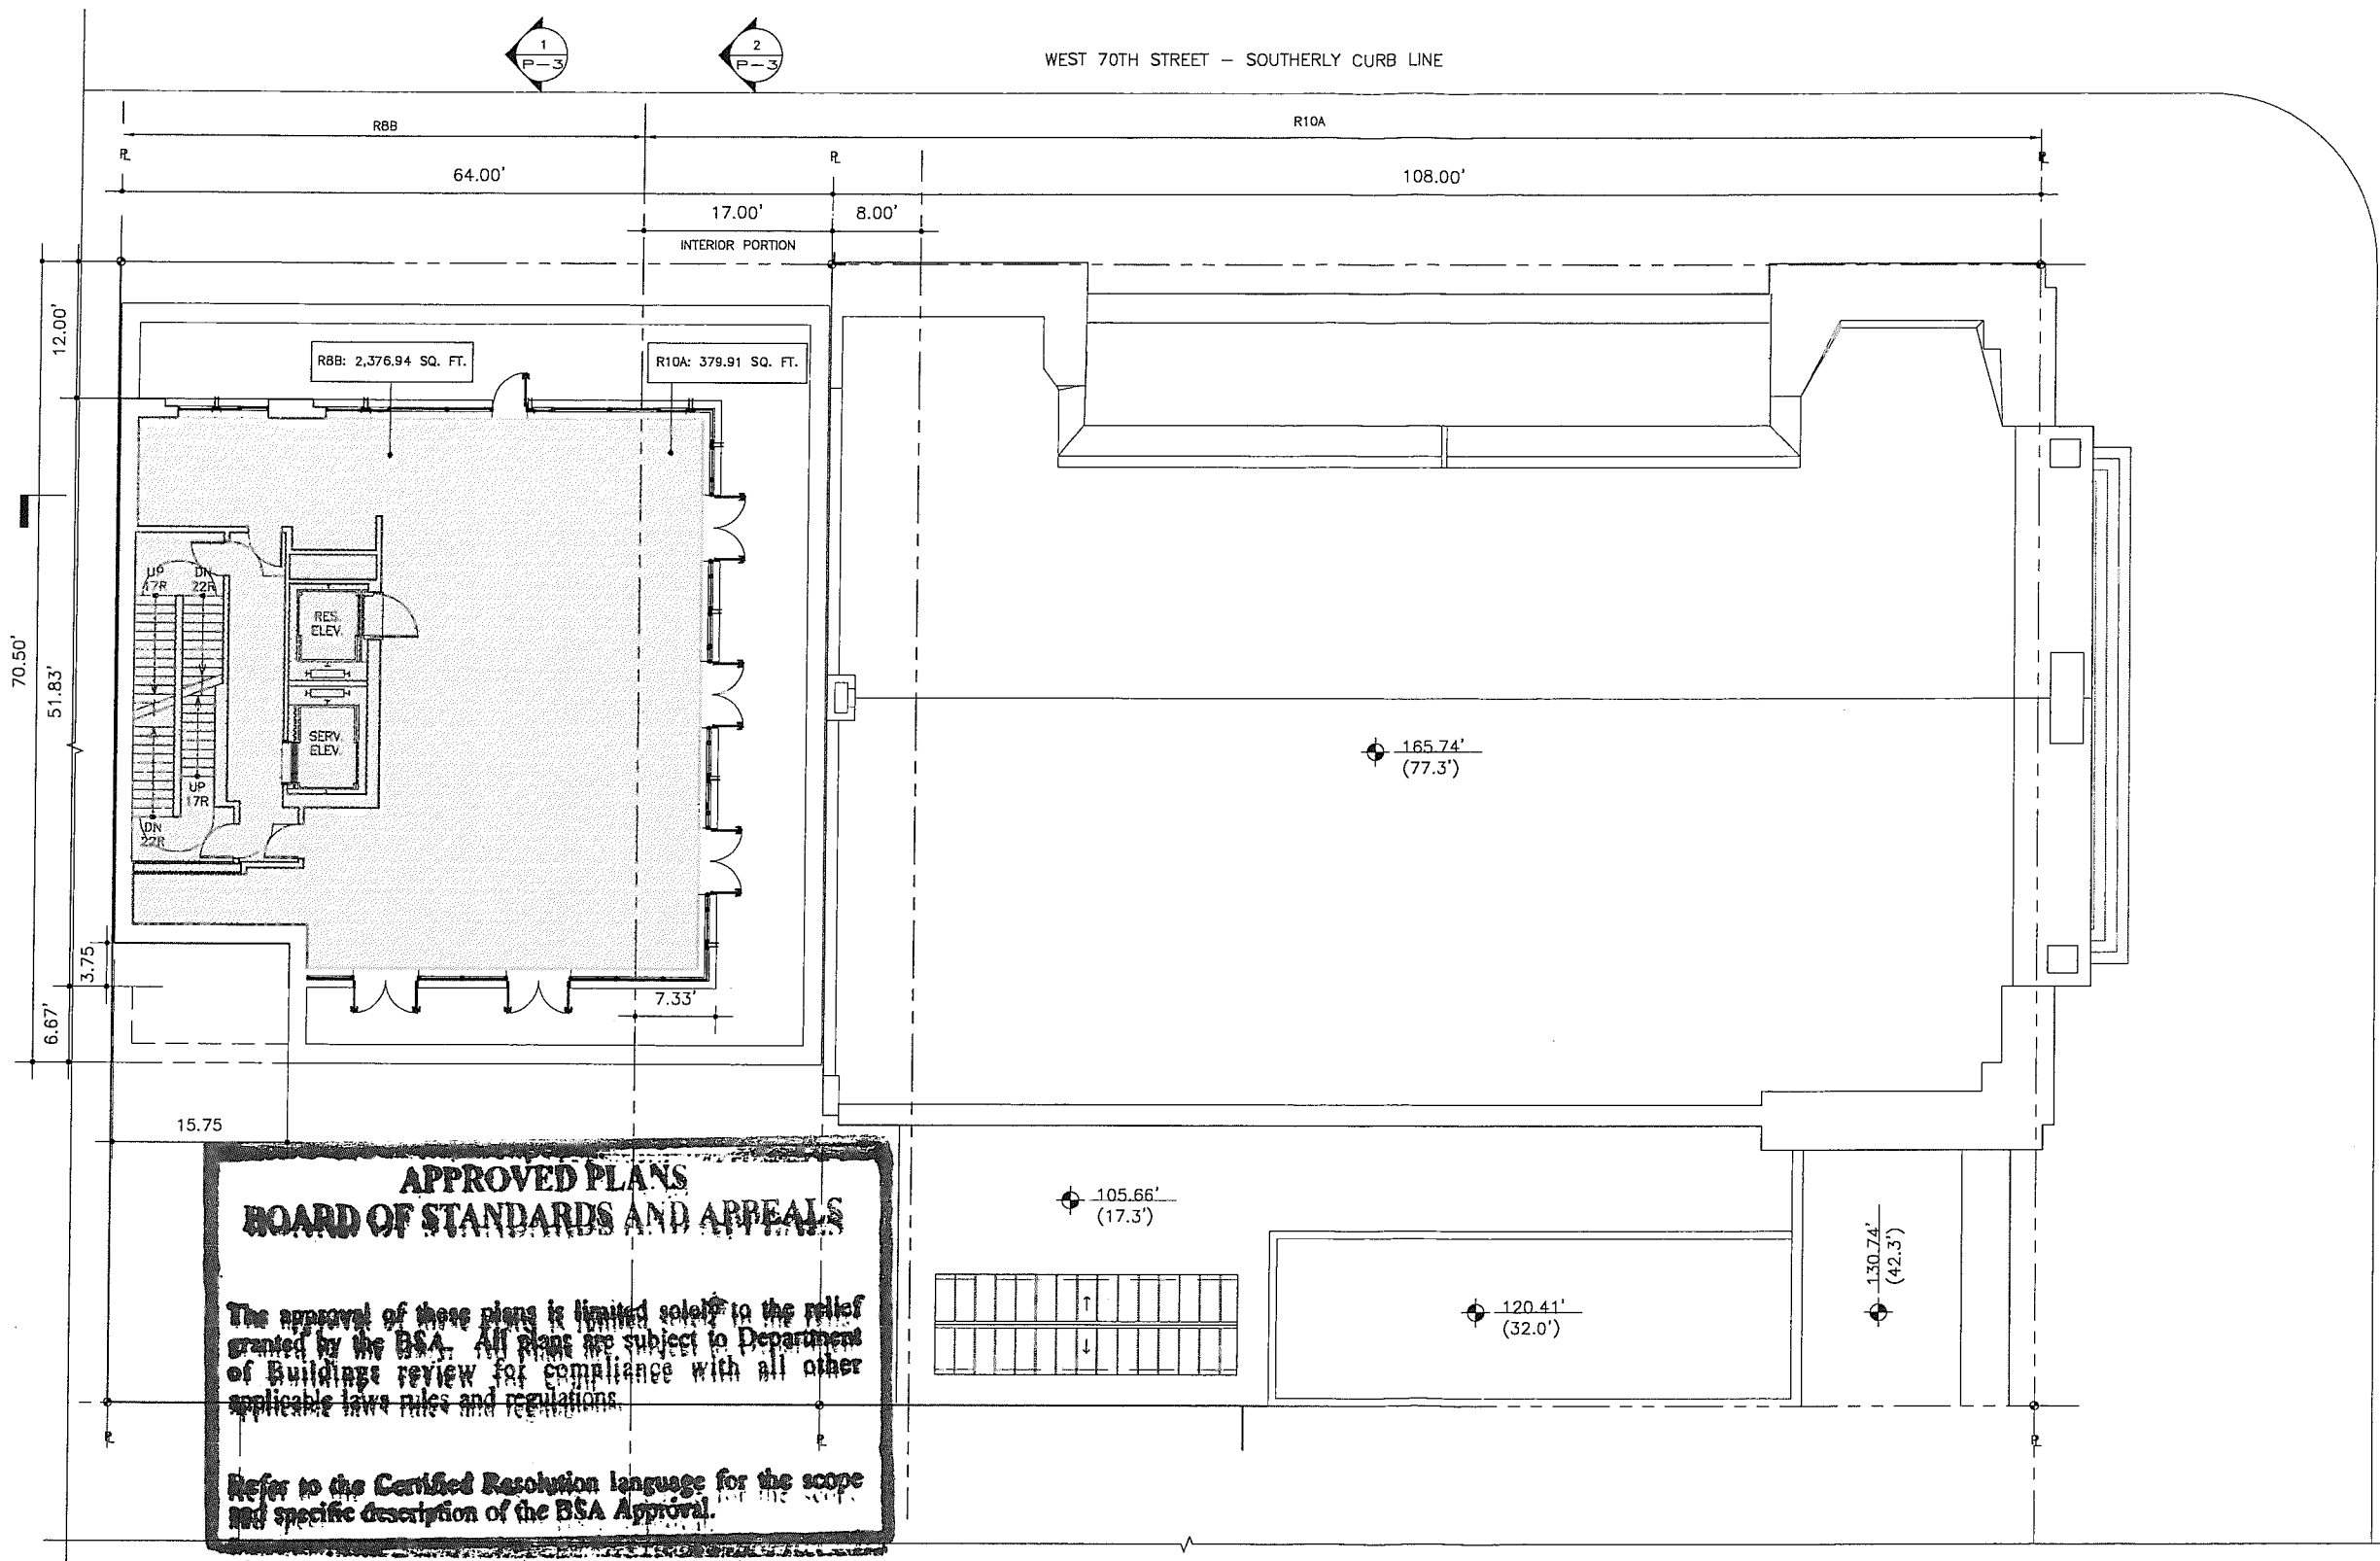 1
P-3
2
P-3
WEST 70TH STREET - SOUTHERLY CURB LINE
R8B
R10A
PL
PL
PL
64.00'
108.00'
17.00'
8.00'
INTERIOR PORTION
12.00'
R8B: 2,376.94 SQ. FT.
R10A: 379.91 SQ. FT.
UP
17R
DN
22R
RES.
ELEV.
70.50'
51.83'
SERV.
ELEV.
UP
17R
DN
22R
165.74'
(77.3')
3.75
7.33'
6.67'
15.75
APPROVED PLANS
BOARD OF STANDARDS AND APPEALS
The approval of these plans is limited solely to the relief
granted by the BSA. All plans are subject to Department
of Buildings review for compliance with all other
applicable laws rules and regulations.
Refer to the Certified Resolution language for the scope
and specific description of the BSA Approval.
105.66'
(17.3')
120.41'
(32.0')
130.74'
(42.3')
PL
PL
PL